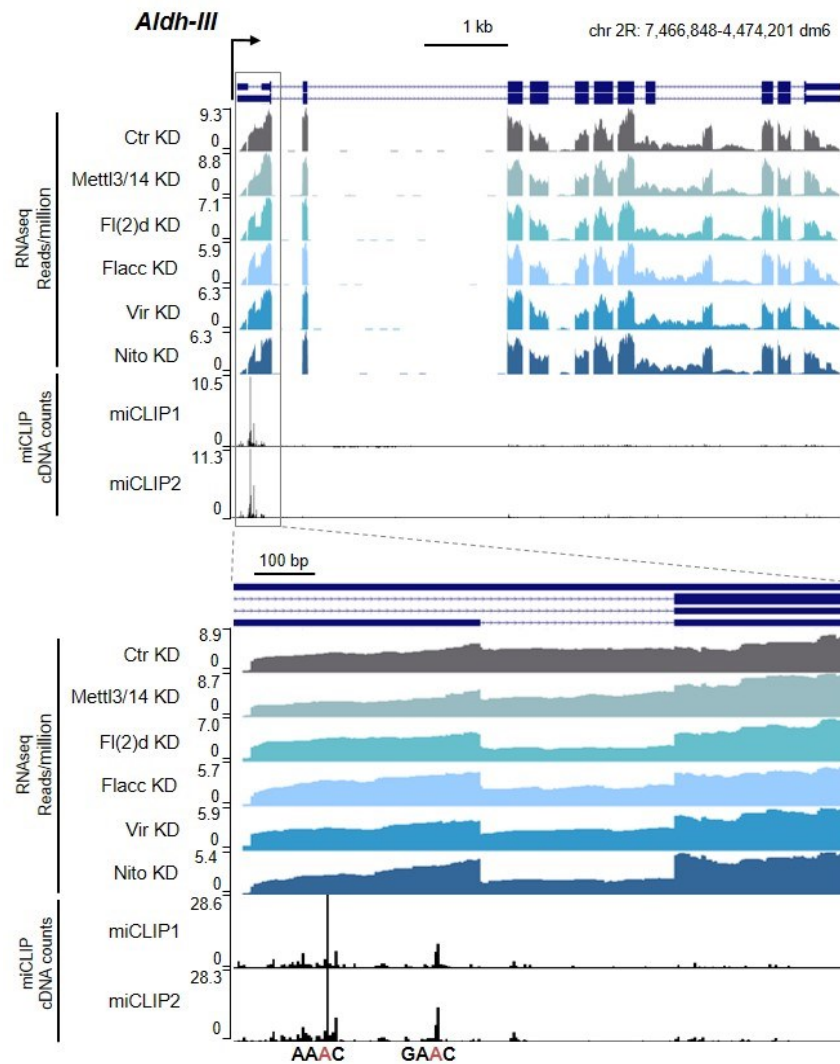 Aldh-III
1 kb
chr 2R: 7,466,848-4,474,201 dm6
RNAseq
Reads/million
9.3
0
Ctr KD
8.8
0
Mettl3/14 KD
7.1
0
Fl(2)d KD
5.9
0
Flacc KD
6.3
0
Vir KD
6.3
0
Nito KD
miCLIP
cDNA counts
10.5
0
miCLIP1
11.3
0
miCLIP2
100 bp
RNAseq
Reads/million
8.9
0
Ctr KD
8.7
0
Mettl3/14 KD
7.0
0
Fl(2)d KD
5.7
0
Flacc KD
5.9
0
Vir KD
5.4
0
Nito KD
miCLIP
cDNA counts
28.6
0
miCLIP1
28.3
0
miCLIP2
AAAC GAAC